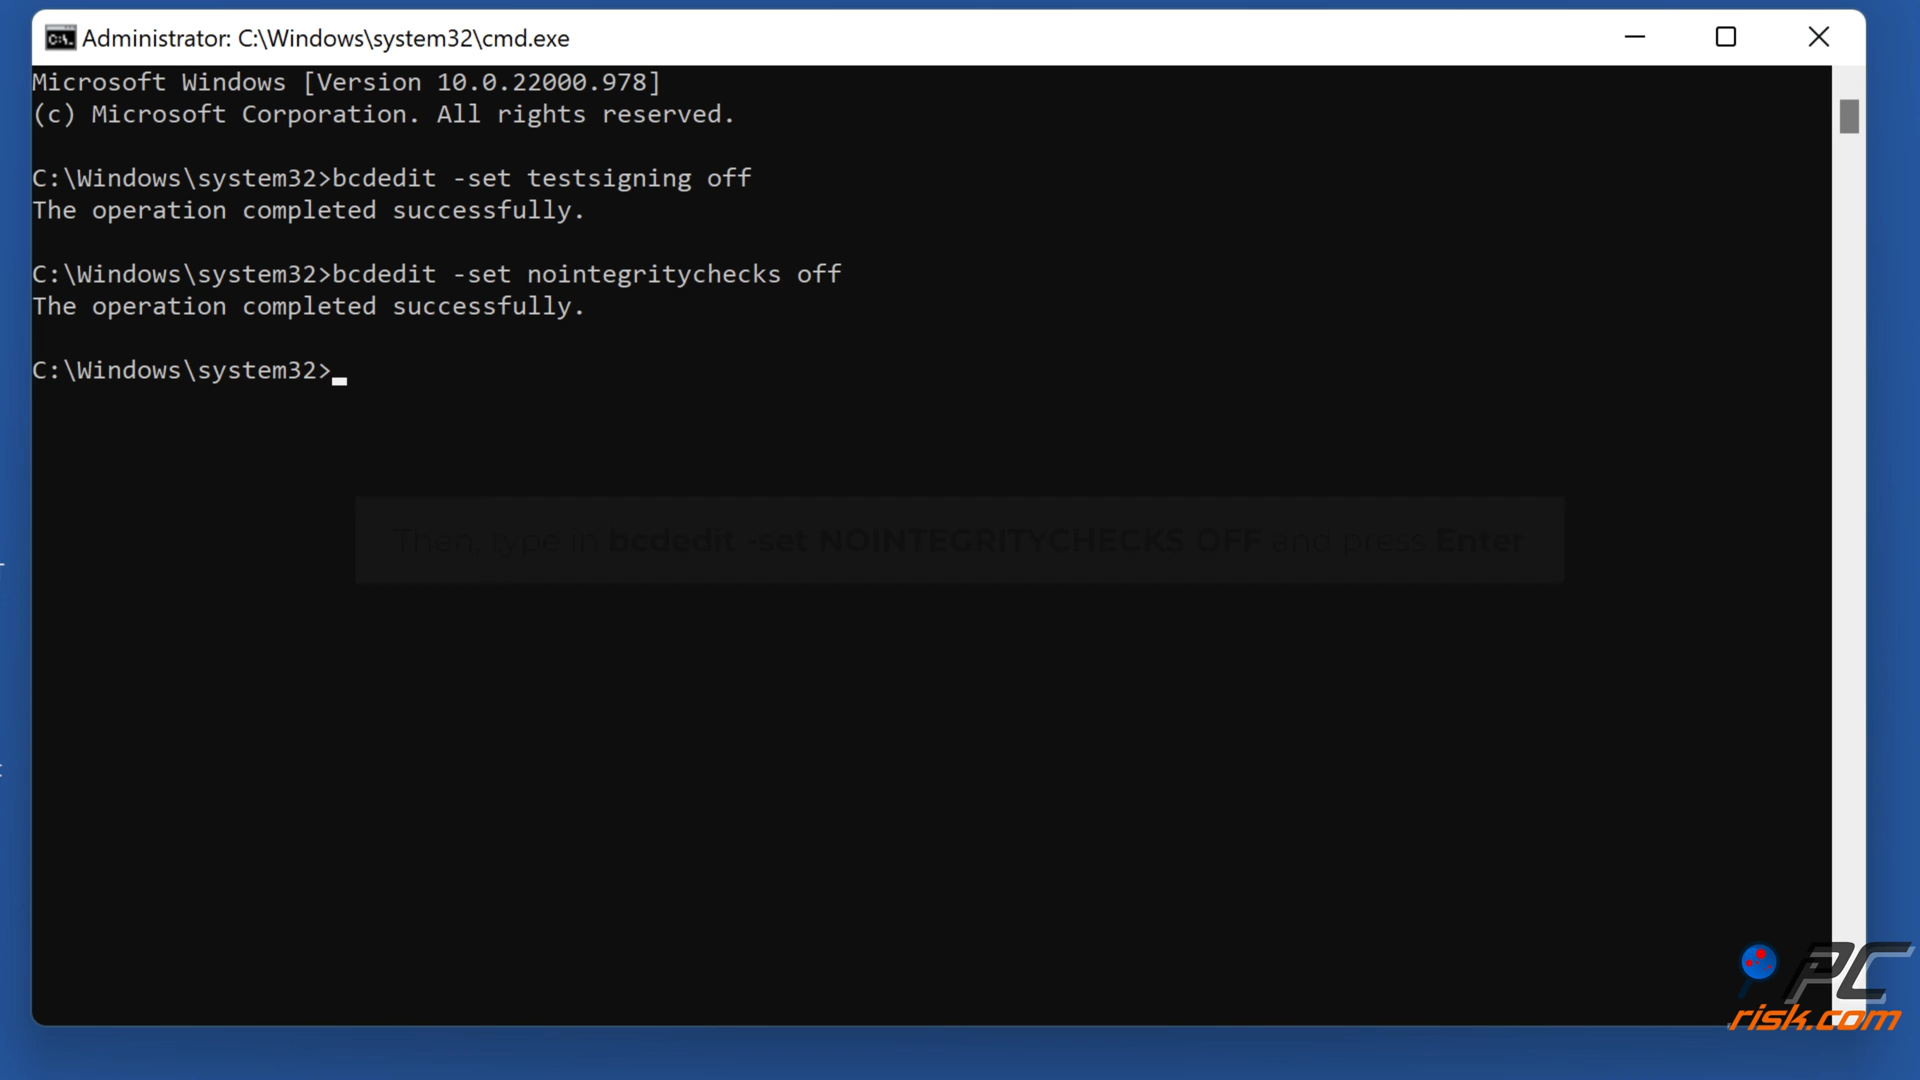 Administrator: C:\Windows\system32\cmd.exe
Microsoft Windows [Version 10.0.22000.978]
(c) Microsoft Corporation. All rights reserved.
C:\Windows\system32>bcdedit -set testsigning off
The operation completed successfully.
C:\Windows\system32>bcdedit -set nointegritychecks off
The operation completed successfully.
C:\Windows\system32>
Then, type in bcdedit -set NOINTEGRITYCHECKS OFF and press Enter
PC
risk.com